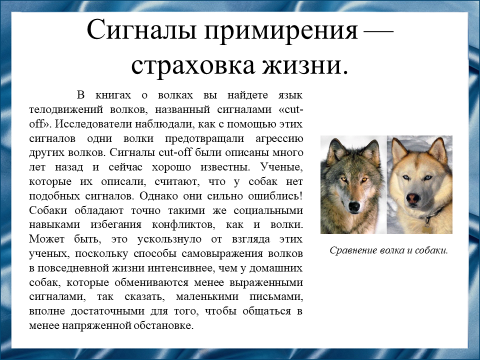 Сигналы примирения —
страховка жизни.
В книгах о волках вы найдете язык
телодвижений волков, названный сигналами «cut-
off». Исследователи наблюдали, как с помощью этих
сигналов одни волки предотвращали агрессию
других волков. Сигналы cut-off были описаны много
лет назад и сейчас хорошо известны. Ученые,
которые их описали, считают, что у собак нет
подобных сигналов. Однако они сильно ошиблись!
Собаки обладают точно такими же социальными
навыками избегания конфликтов, как и волки.
Может быть, это ускользнуло от взгляда этих
ученых, поскольку способы самовыражения волков
в повседневной жизни интенсивнее, чем у домашних
собак, которые обмениваются менее выраженными
сигналами, так сказать, маленькими письмами,
вполне достаточными для того, чтобы общаться в
менее напряженной обстановке.
Сравнение волка и собаки.